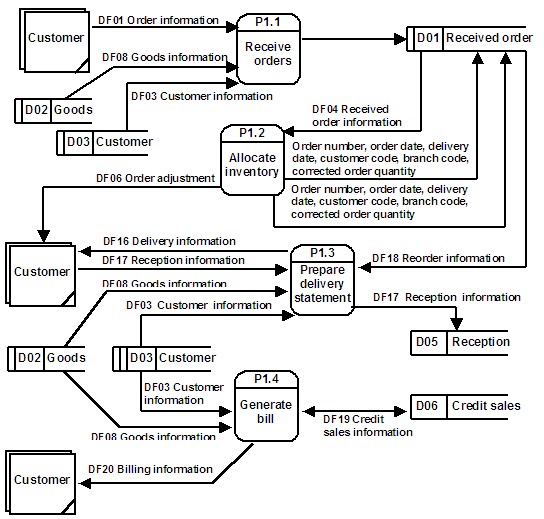 DF01 Order information
P1.1
Customer
Receive
orders
D01 Received order
DF08 Goods information
DF03 Customer information
D02 Goods
DF04 Received
order information
D03 Customer
P1.2
Allocate
inventory
Order number, order date, delivery
date, customer code, branch code,
corrected order quantity
DF06 Order adjustment
Order number, order date, delivery
date, customer code, branch code,
corrected order quantity
DF16 Delivery information
P1.3
Customer
DF17 Reception information
Prepare
delivery
statement
DF18 Reorder information
DF08 Goods information
DF03 Customer information
DF17 Reception information
D02 Goods
D03 Customer
D05 Reception
P1.4
DF03 Customer
information
Generate
bill
D06 Credit sales
DF19 Credit
sales information
DF08 Goods information
Customer
DF20 Billing information